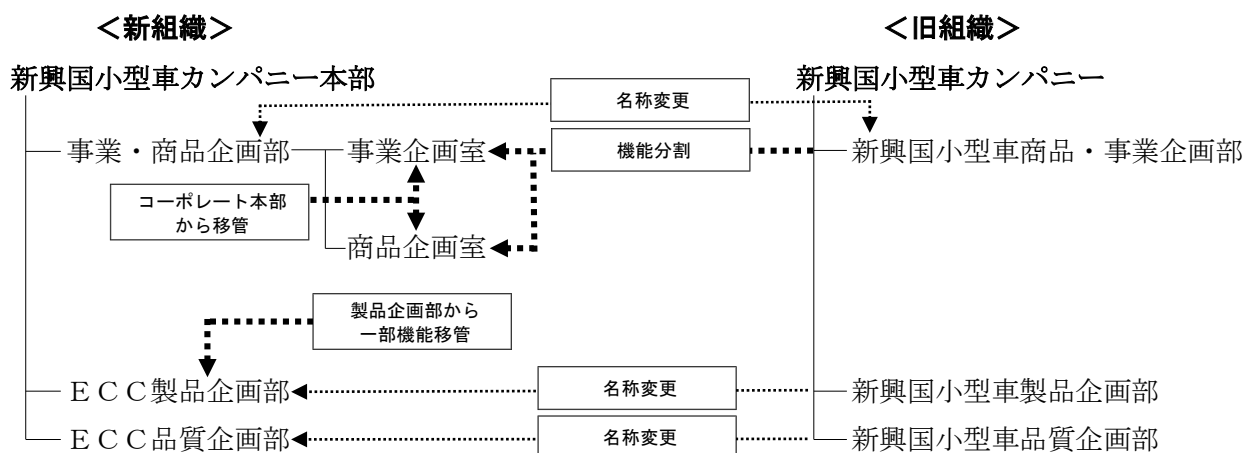 ＜新組織＞
＜旧組織＞
新興国小型車カンパニー本部
新興国小型車カンパニー
名称変更
事業・商品企画部
事業企画室
機能分割
新興国小型車商品・事業企画部
コーポレート本部
から移管
商品企画室
製品企画部から
一部機能移管
ＥＣＣ製品企画部
名称変更
新興国小型車製品企画部
ＥＣＣ品質企画部
名称変更
新興国小型車品質企画部